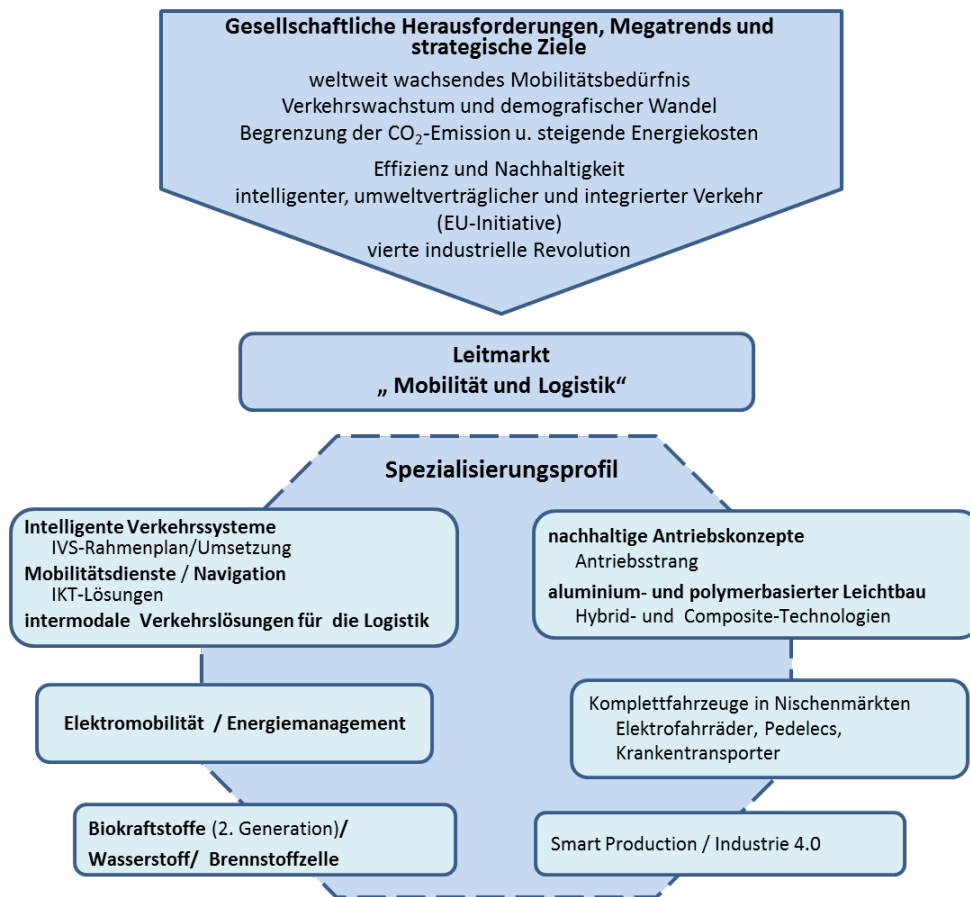 Gesellschaftliche Herausforderungen, Megatrends und
strategische Ziele
weltweit wachsendes Mobilitätsbedürfnis
Verkehrswachstum und demografischer Wandel
Begrenzung der CO₂-Emission u. steigende Energiekosten
Effizienz und Nachhaltigkeit
intelligenter, umweltverträglicher und integrierter Verkehr
(EU-Initiative)
vierte industrielle Revolution
Leitmarkt
„ Mobilität und Logistik“
Spezialisierungsprofil
Intelligente Verkehrssysteme
IVS-Rahmenplan/Umsetzung
Mobilitätsdienste / Navigation
IKT-Lösungen
intermodale Verkehrslösungen für die Logistik
nachhaltige Antriebskonzepte
Antriebsstrang
aluminium- und polymerbasierter Leichtbau
Hybrid- und Composite-Technologien
Elektromobilität / Energiemanagement
Komplettfahrzeuge in Nischenmärkten
Elektrofahrräder, Pedelecs,
Krankentransporter
Biokraftstoffe (2. Generation)/
Wasserstoff/ Brennstoffzelle
Smart Production / Industrie 4.0